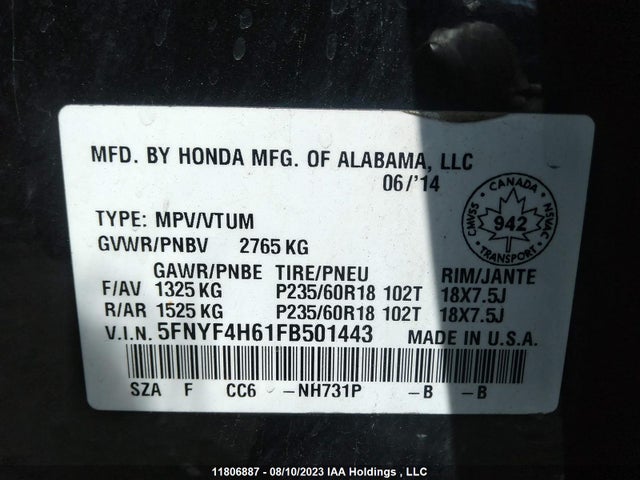 MFD. BY HONDA MFG. OF ALABAMA, LLC
06/'14
TYPE: MPV/VTUM
GVWR/PNBV 2765 KG
GAWR/PNBE TIRE/PNEU RIM/JANTE
F/AV 1325 KG P235/60R18 102T 18X7.5J
R/AR 1525 KG P235/60R18 102T 18X7.5J
V.I.N. 5FNYF4H61FB501443 MADE IN U.S.A.
SZA F CC6 –NH731P –B –B
CANADA
CMVSS 942 NSVAC
TRANSPORT
11806887 - 08/10/2023 IAA Holdings , LLC